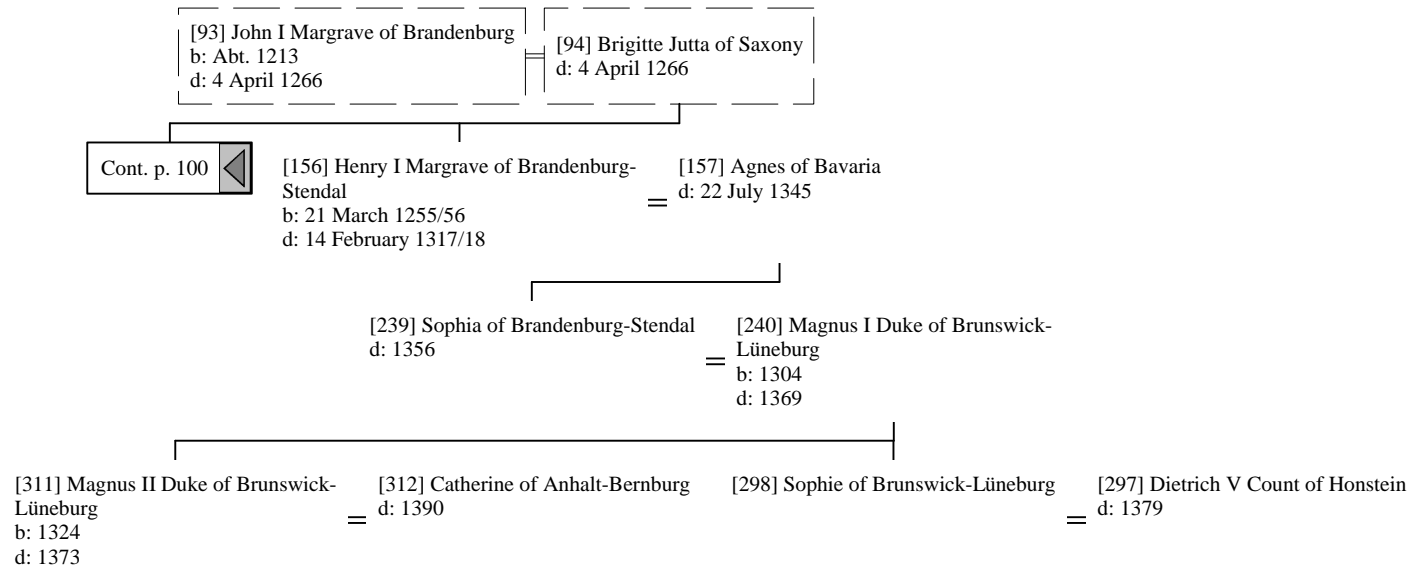 [93] John I Margrave of Brandenburg
b: Abt. 1213
d: 4 April 1266
[94] Brigitte Jutta of Saxony
d: 4 April 1266
Cont. p. 100
[156] Henry I Margrave of Brandenburg-
Stendal
b: 21 March 1255/56
d: 14 February 1317/18
=
[157] Agnes of Bavaria
d: 22 July 1345
[239] Sophia of Brandenburg-Stendal
d: 1356
=
[240] Magnus I Duke of Brunswick-
Lüneburg
b: 1304
d: 1369
[311] Magnus II Duke of Brunswick-
Lüneburg
b: 1324
d: 1373
=
[312] Catherine of Anhalt-Bernburg
d: 1390
[298] Sophie of Brunswick-Lüneburg
=
[297] Dietrich V Count of Honstein
d: 1379